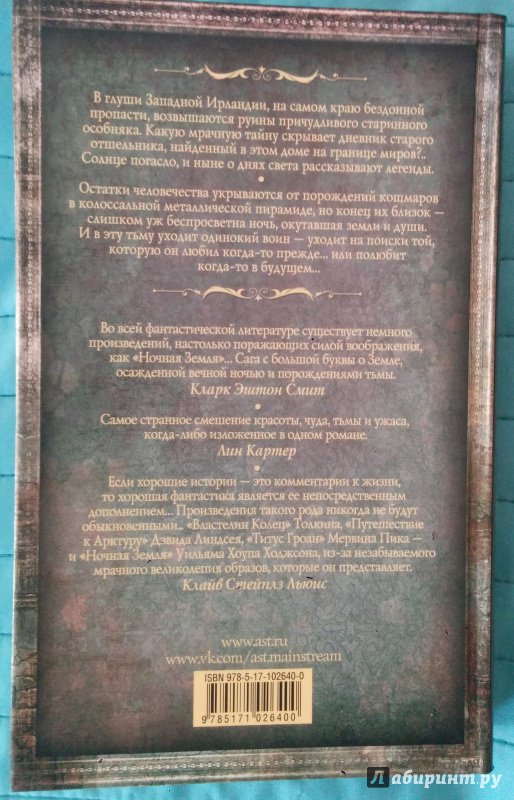 В глуши Западной Ирландии, на самом краю бездонной
пропасти, возвышаются руины причудливого старинного
особняка. Какую мрачную тайну скрывает дневник старого
отшельника, найденный в этом доме на границе миров?..
Солнце погасло, и ныне о днях света рассказывают легенды.
•
Остатки человечества укрываются от порождений кошмаров
в колоссальной металлической пирамиде, но конец их близок —
слишком уж беспросветна ночь, окутавшая земли и души.
И в эту тьму уходит одинокий воин — уходит на поиски той,
которую он любил когда-то прежде... или полюбит
когда-то в будущем...
Во всей фантастической литературе существует немного
произведений, настолько поражающих силой воображения,
как «Ночная Земля»... Сага с большой буквы о Земле,
осажденной вечной ночью и порождениями тьмы.
Кларк Эштон Смит
•
Самое странное смешение красоты, чуда, тьмы и ужаса,
когда-либо изложенное в одном романе.
Лин Картер
•
Если хорошие истории — это комментарии к жизни,
то хорошая фантастика является ее непосредственным
дополнением... Произведения такого рода никогда не будут
обыкновенными.. «Властелин Колец» Толкина, «Путешествие
к Арктуру» Дэвида Линдсея, «Титус Гроан» Мервина Пика —
и «Ночная Земля» Уильяма Хоупа Ходжсона, из-за незабываемого
мрачного великолепия образов, которые он представляет.
Клайв Стейплз Льюис
www.ast.ru
www.vk.com/ast.mainstream
ISBN 978-5-17-102640-0
9785171026400
Лабиринт.ру